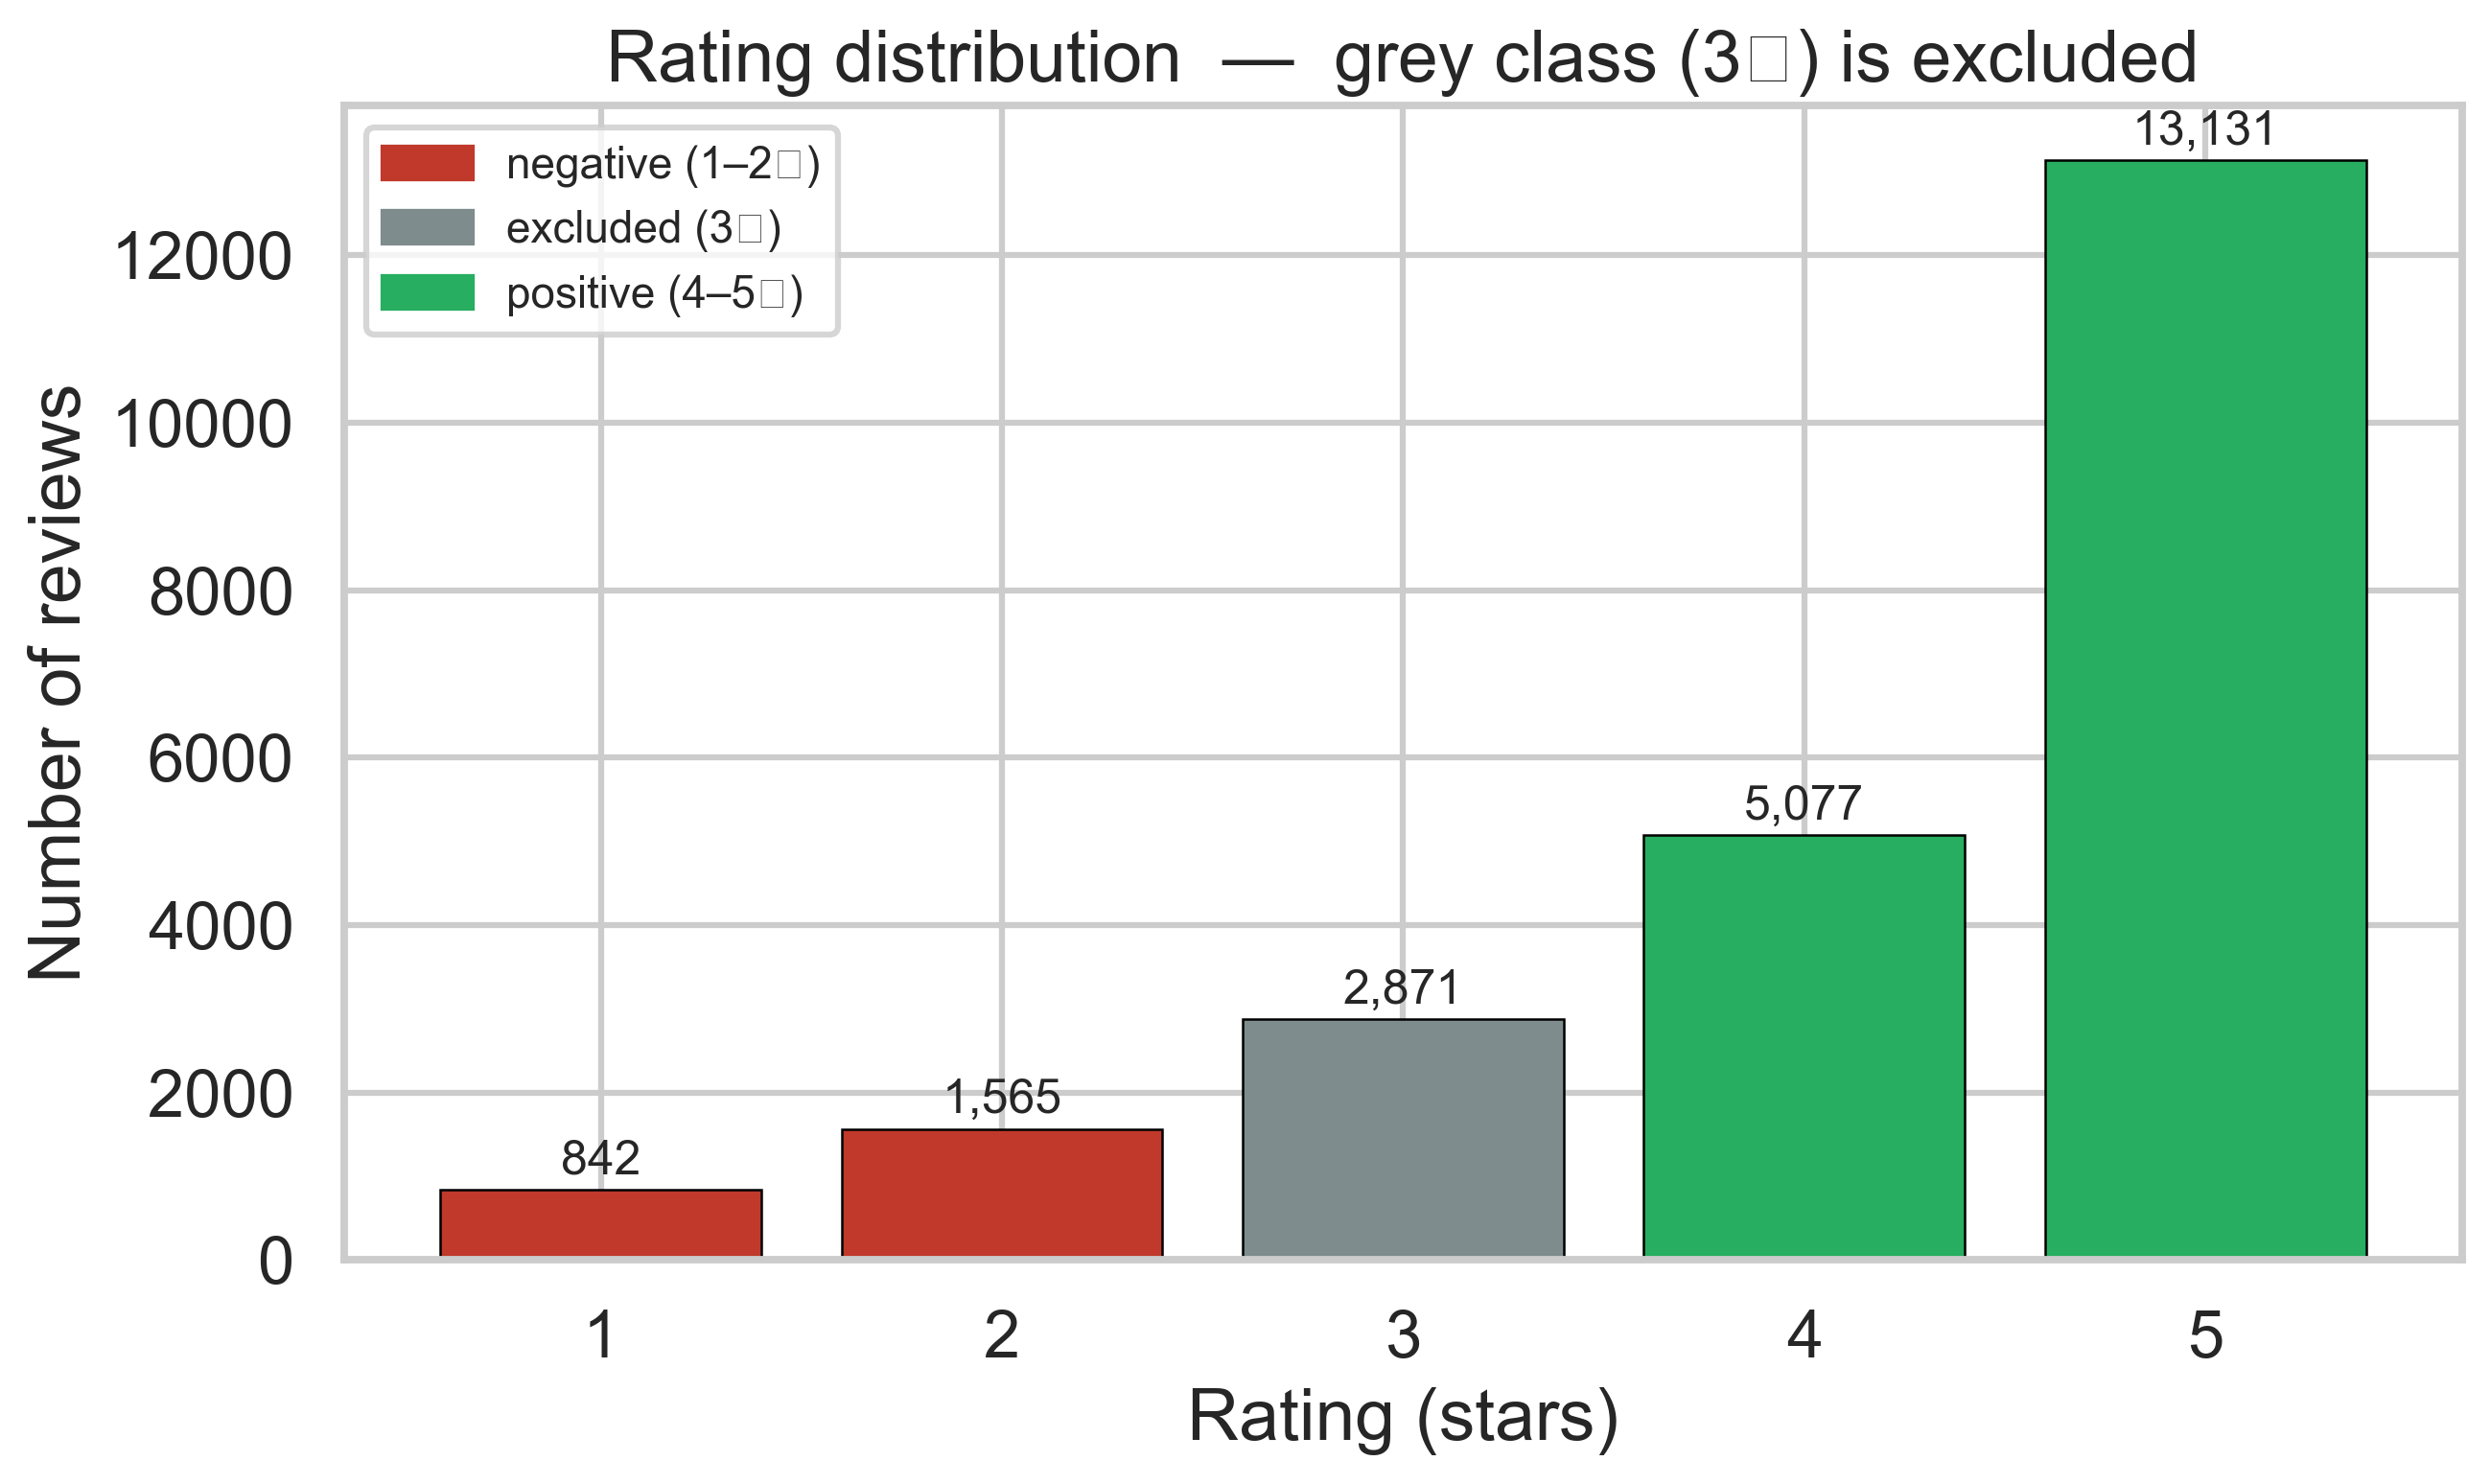 Rating distribution — grey class (3▯) is excluded
negative (1–2▯)
excluded (3▯)
positive (4–5▯)
Number of reviews
12000
10000
8000
6000
4000
2000
0
842
1,565
2,871
5,077
13,131
1 2 3 4 5
Rating (stars)